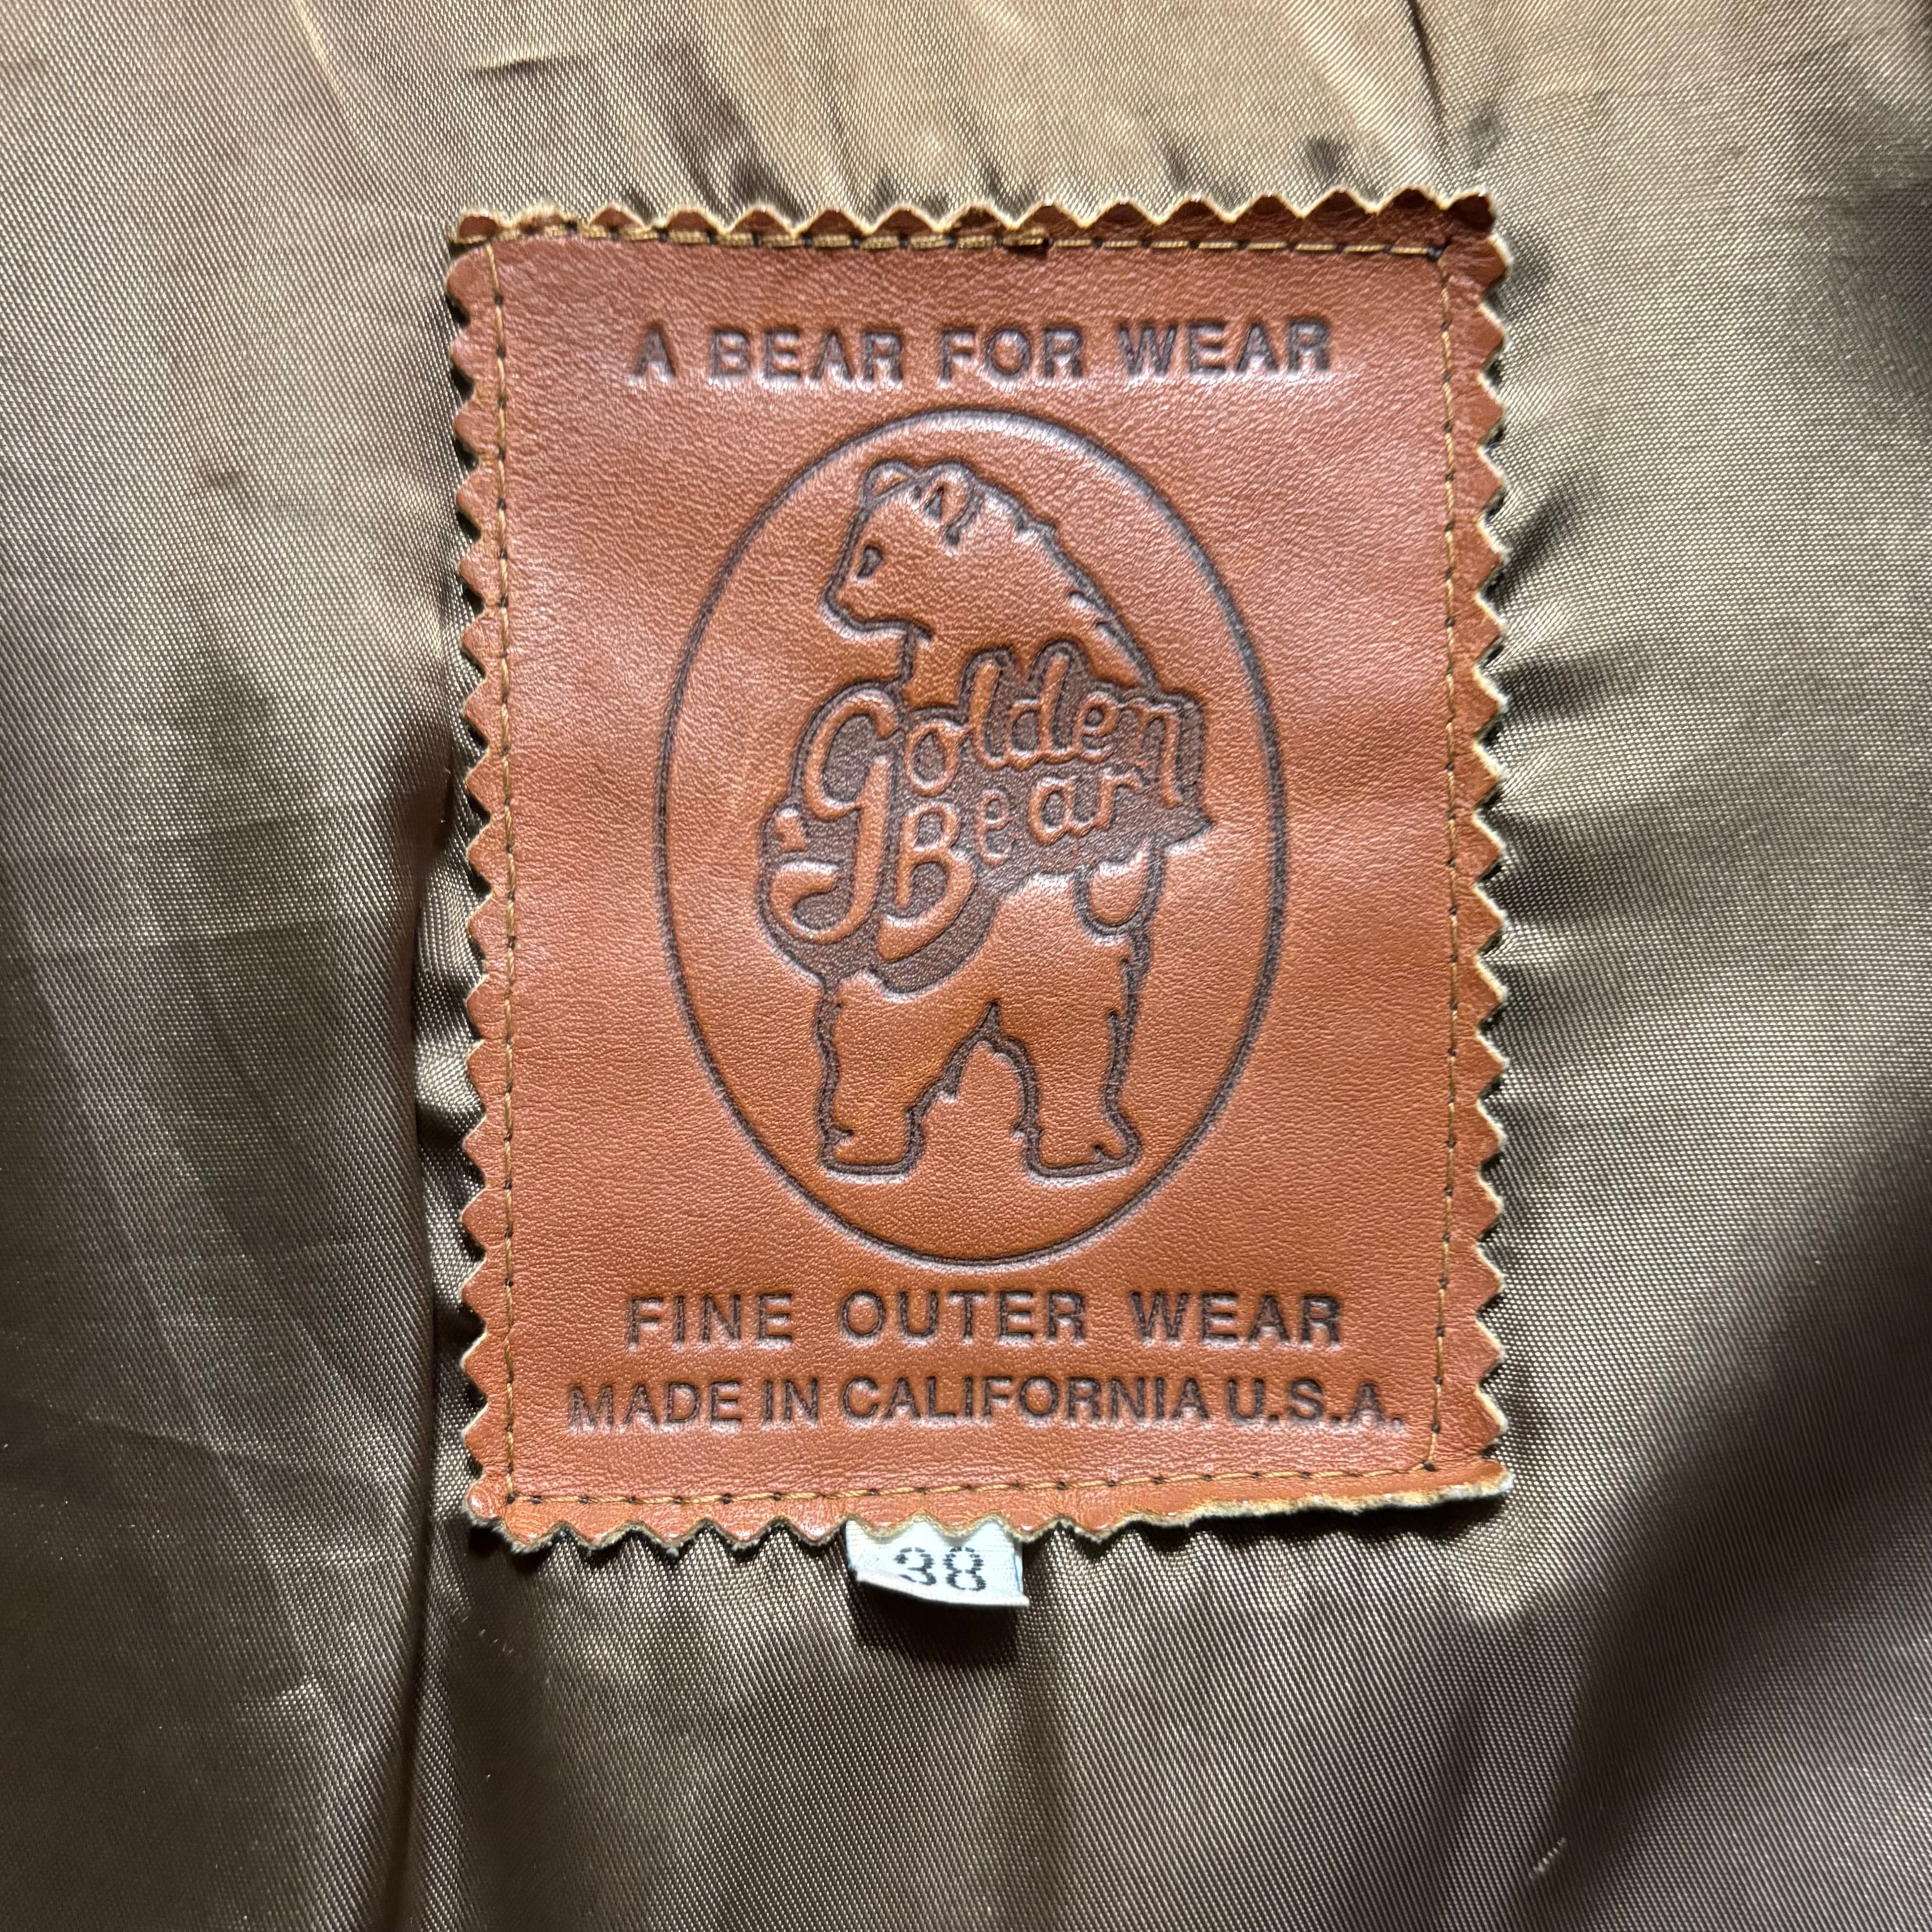 A BEAR FOR WEAR
Golden
Bear
FINE OUTER WEAR
MADE IN CALIFORNIA U.S.A.
38